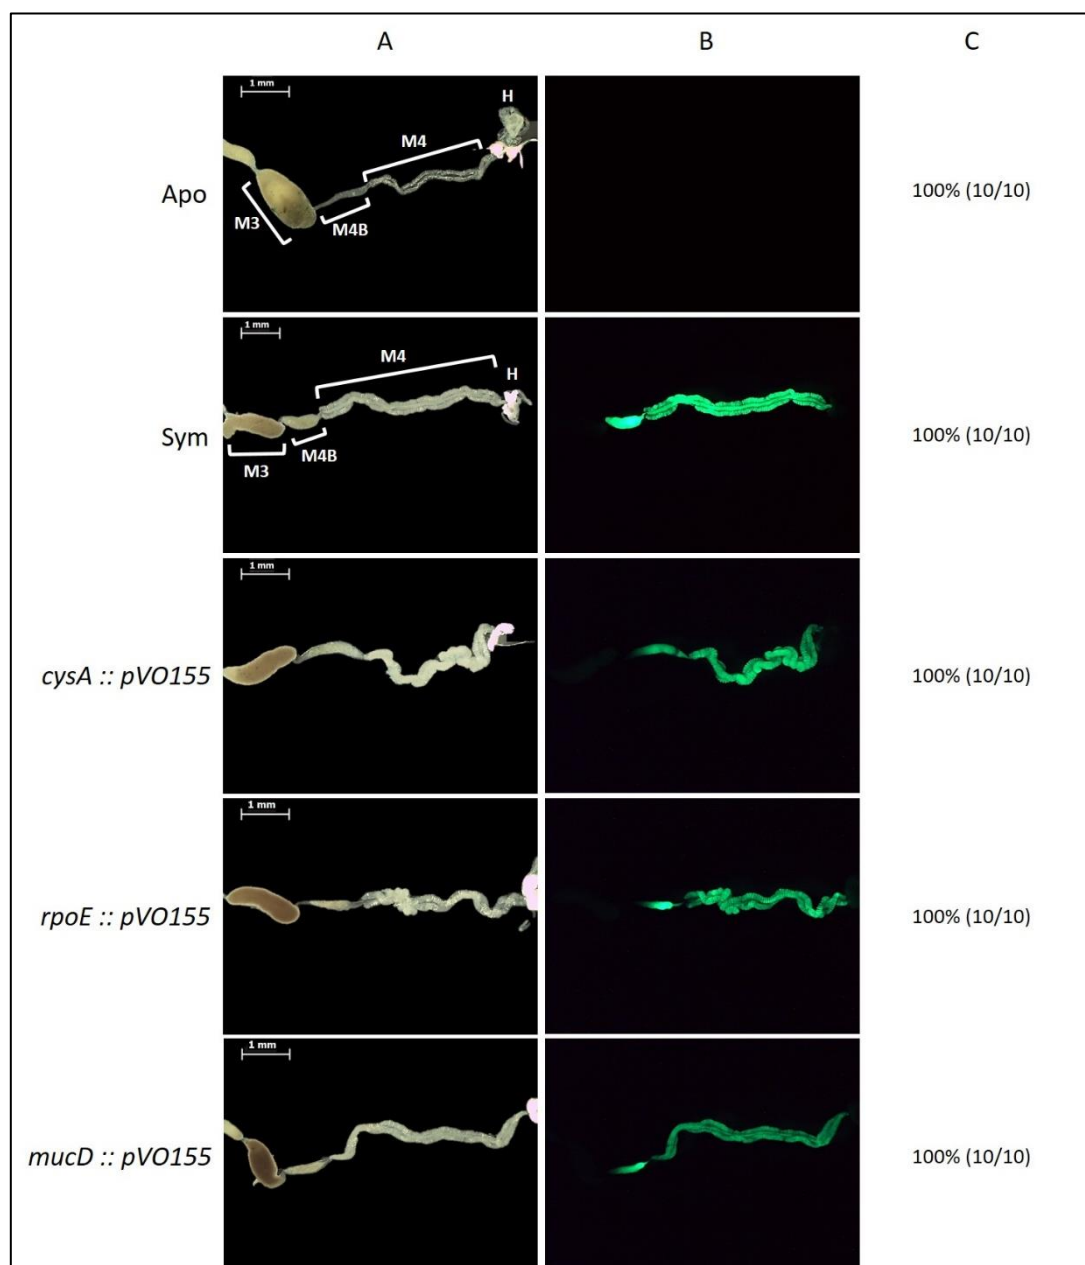 A B C
1 mm
H
M4
Apo
100% (10/10)
M3
M4B
1 mm
M4
H
Sym
100% (10/10)
M4B
M3
1 mm
cysA :: pVO155
100% (10/10)
1 mm
rpoE :: pVO155
100% (10/10)
1 mm
mucD :: pVO155
100% (10/10)